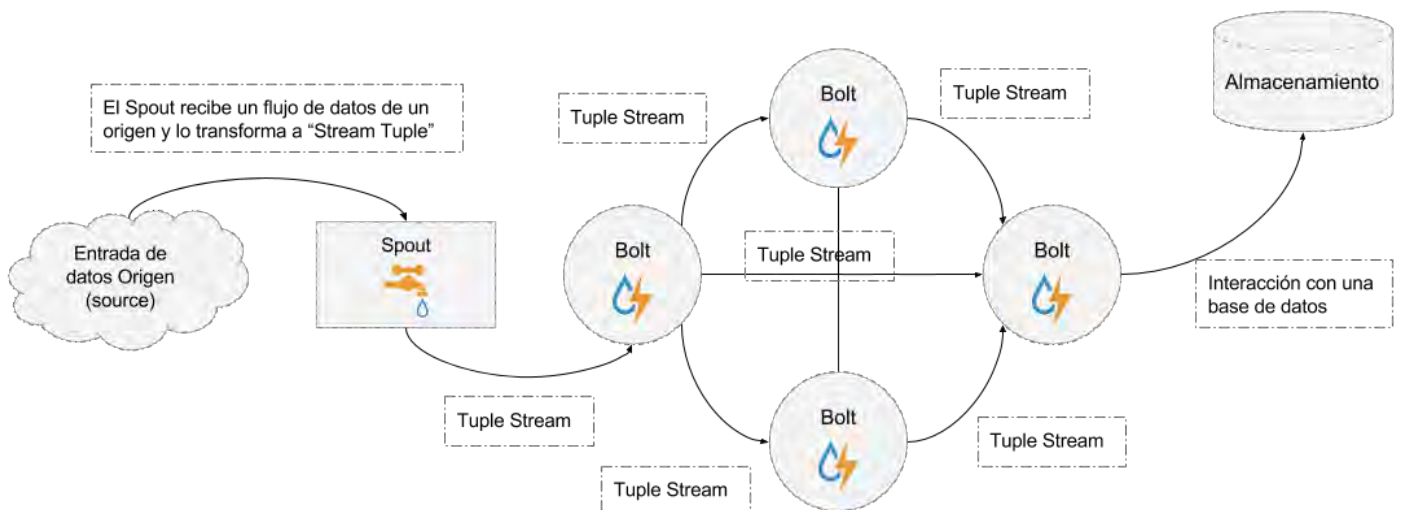 El Spout recibe un flujo de datos de un
origen y lo transforma a “Stream Tuple”
Entrada de
datos Origen
(source)
Spout
Tuple Stream
Bolt
Tuple Stream
Bolt
Tuple Stream
Tuple Stream
Tuple Stream
Bolt
Tuple Stream
Bolt
Interacción con una
base de datos
Almacenamiento